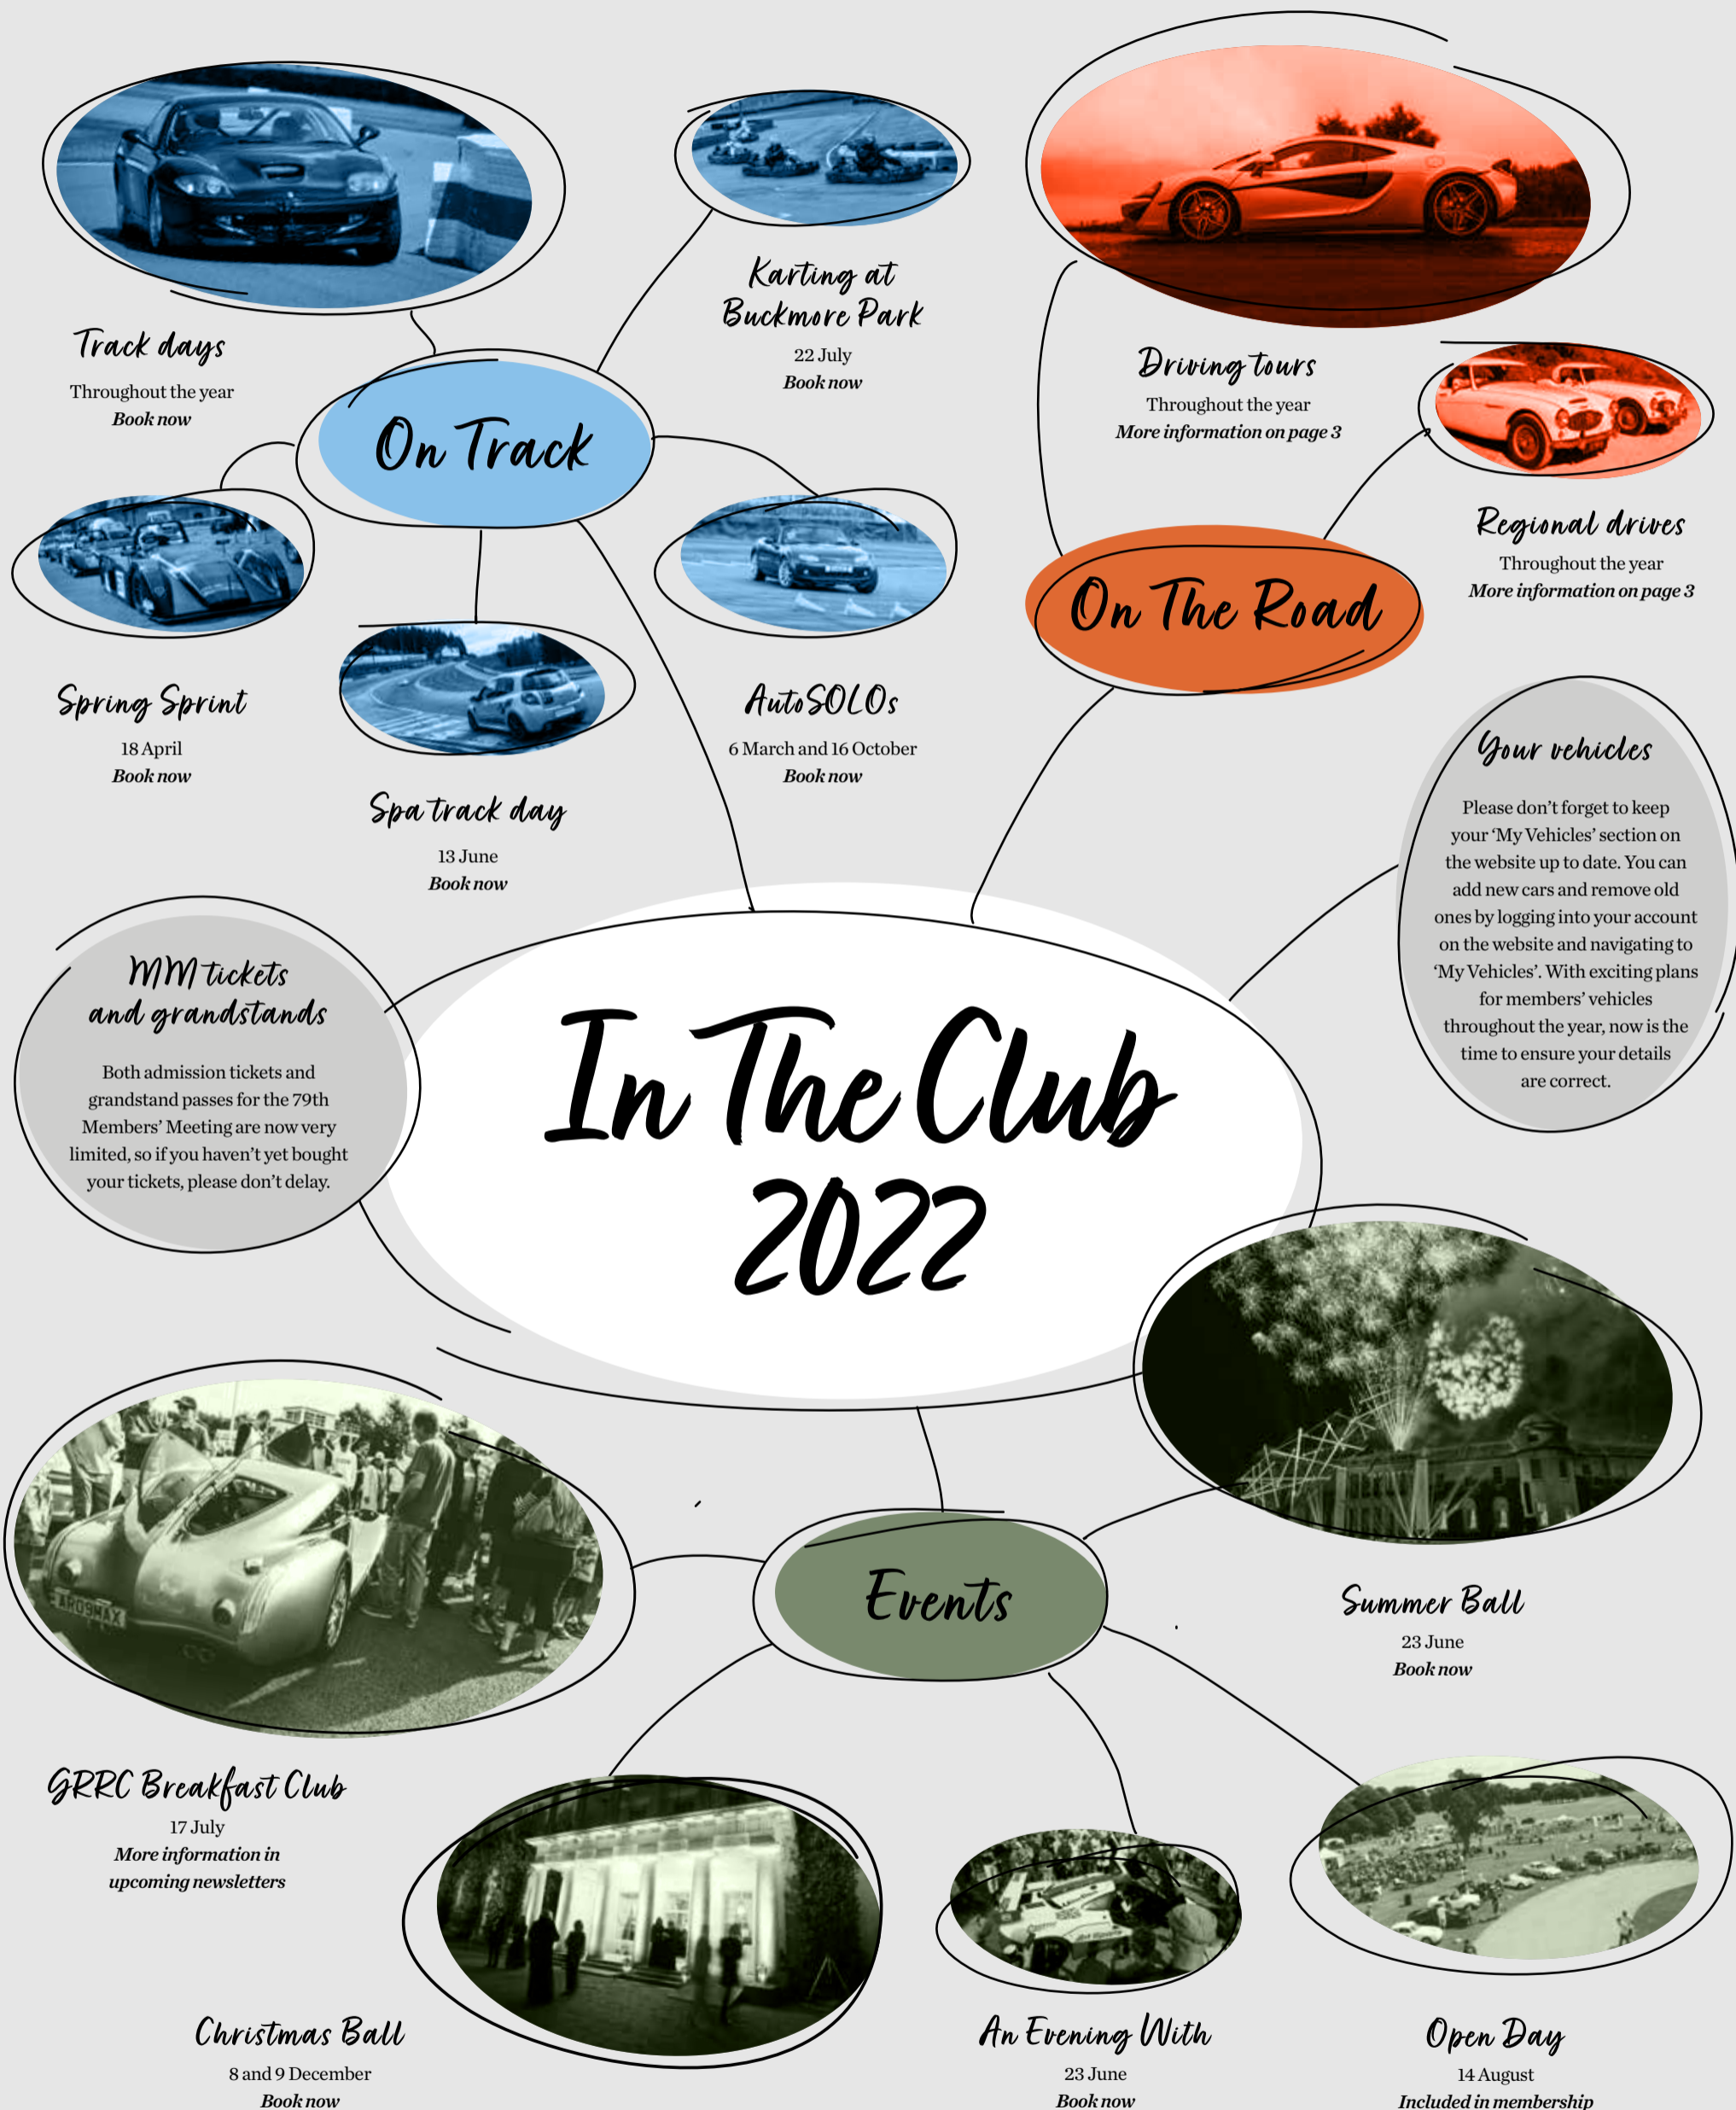 Track days
Throughout the year
Book now
Karting at
Buckmore Park
22 July
Book now
Driving tours
Throughout the year
More information on page 3
Regional drives
Throughout the year
More information on page 3
On Track
On The Road
Spring Sprint
18 April
Book now
Spa track day
13 June
Book now
AutoSOLOs
6 March and 16 October
Book now
Your vehicles
Please don’t forget to keep
your ‘My Vehicles’ section on
the website up to date. You can
add new cars and remove old
ones by logging into your account
on the website and navigating to
‘My Vehicles’. With exciting plans
for members’ vehicles
throughout the year, now is the
time to ensure your details
are correct.
MM tickets
and grandstands
Both admission tickets and
grandstand passes for the 79th
Members’ Meeting are now very
limited, so if you haven’t yet bought
your tickets, please don’t delay.
In The Club
2022
AR09MAX
Events
Summer Ball
23 June
Book now
GRRC Breakfast Club
17 July
More information in
upcoming newsletters
Christmas Ball
8 and 9 December
Book now
An Evening With
23 June
Book now
Open Day
14 August
Included in membership